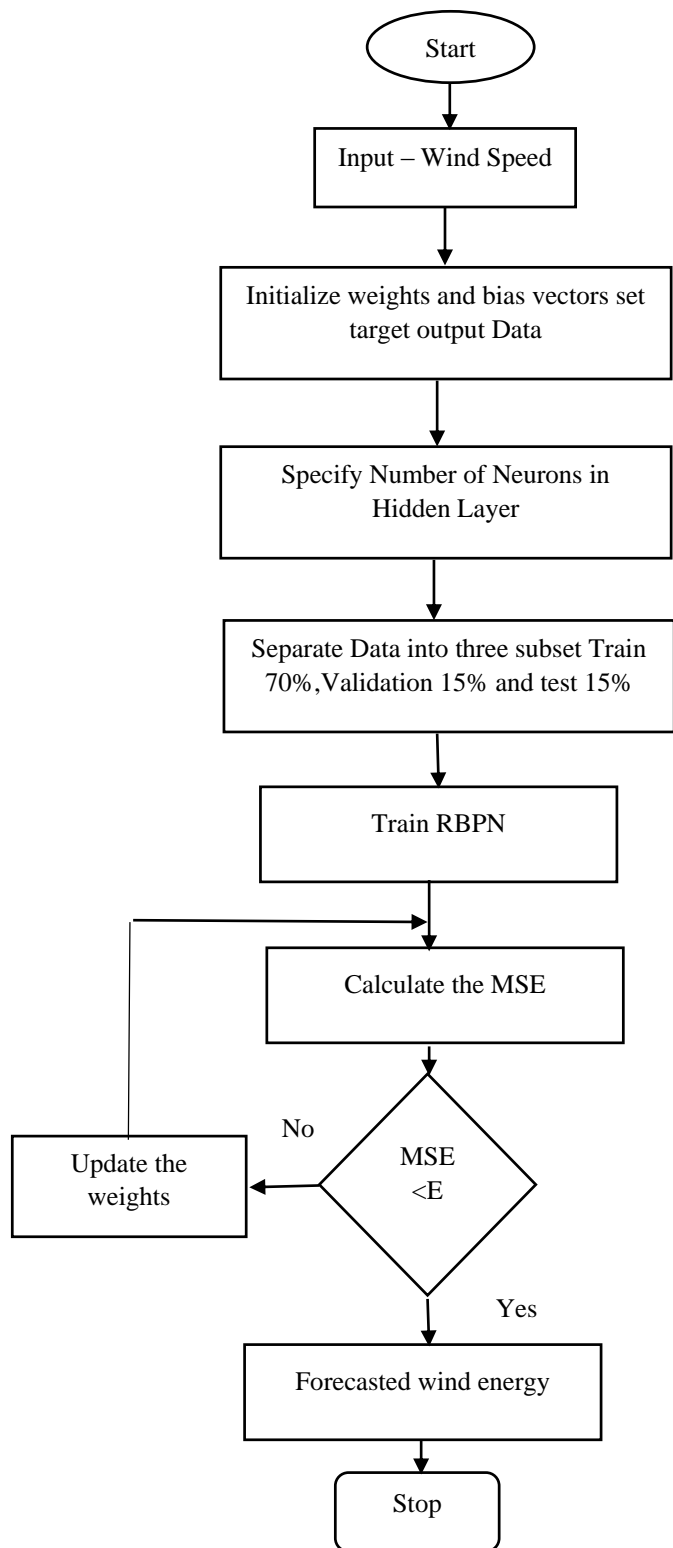 Start
Input – Wind Speed
Initialize weights and bias vectors set
target output Data
Specify Number of Neurons in
Hidden Layer
Separate Data into three subset Train
70%,Validation 15% and test 15%
Train RBPN
Calculate the MSE
No
MSE
<E
Update the
weights
Yes
Forecasted wind energy
Stop